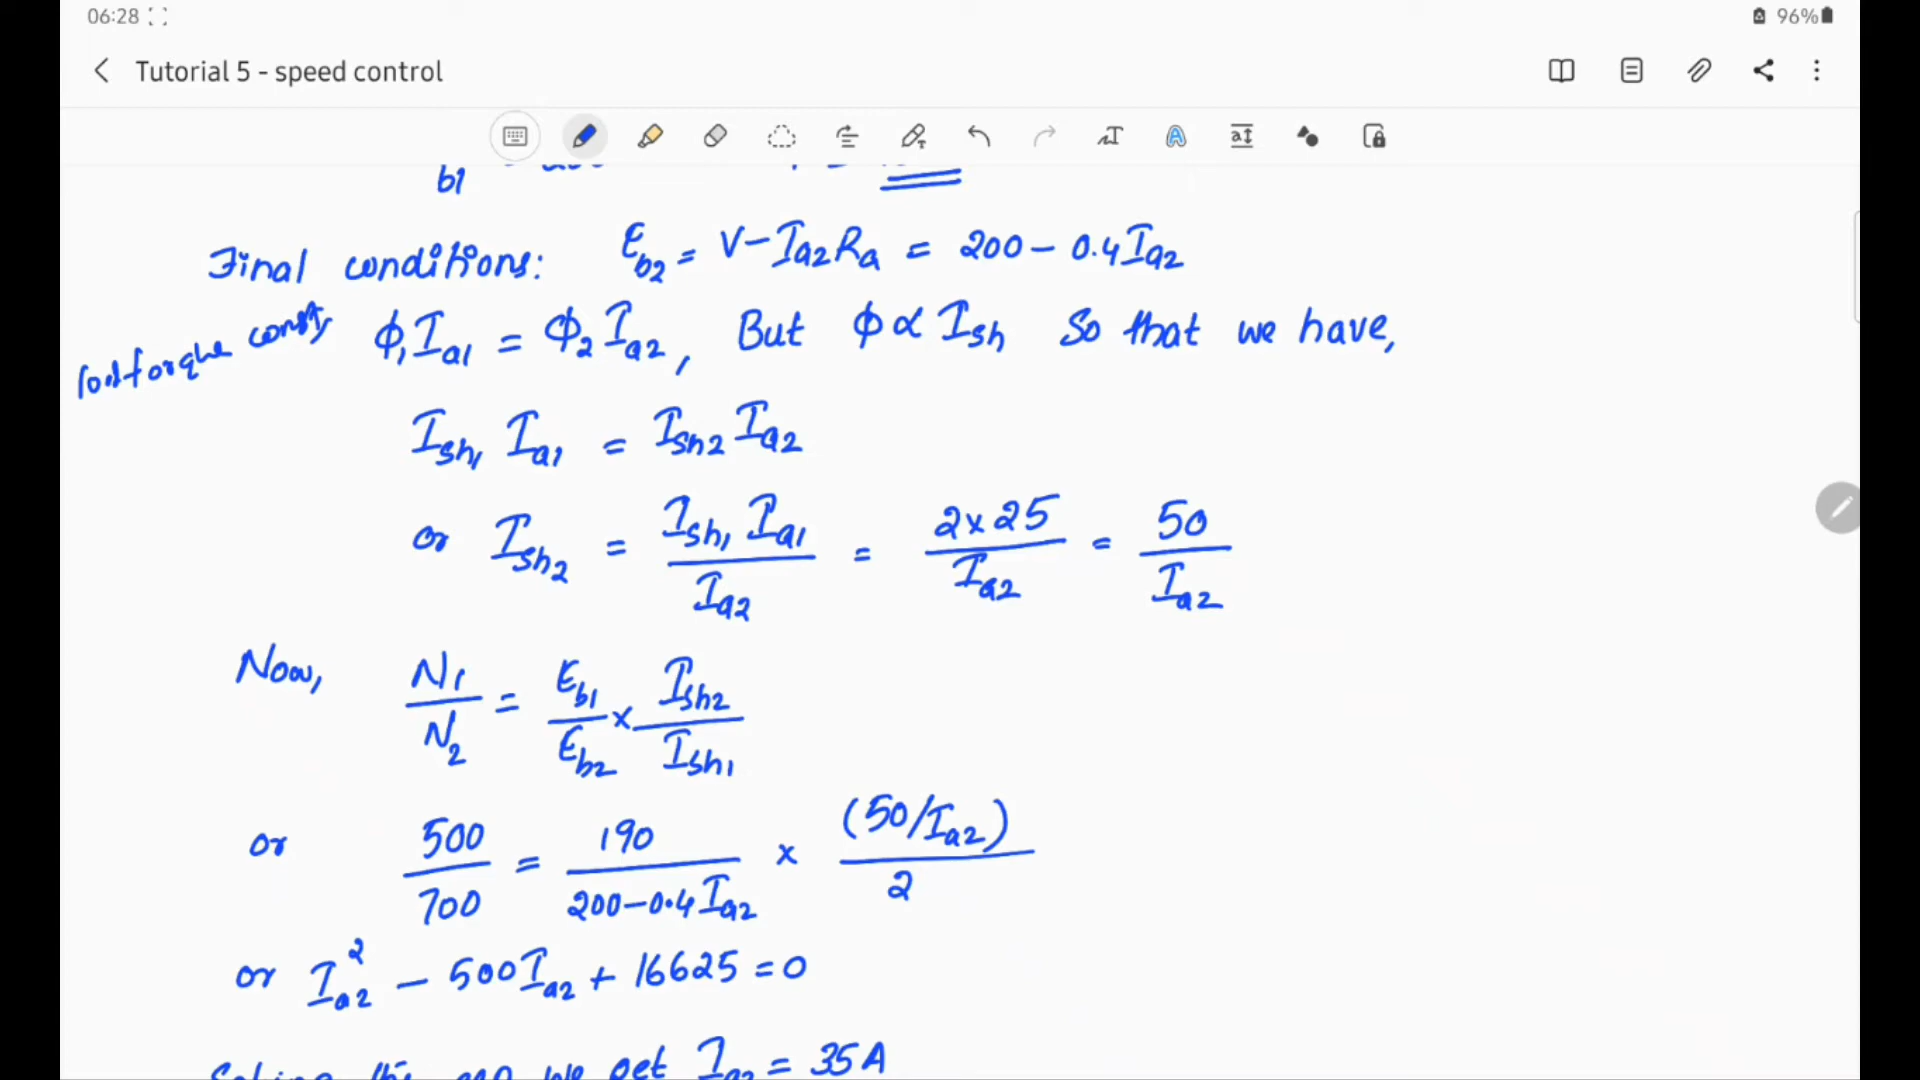 06:28 96%
Tutorial 5 - speed control
b1
Final conditions: Eb2 = V - Ia2Ra = 200 - 0.4Ia2
const, φ1Ia1 = φ2Ia2, But φ∝Ish So that we have,
Ish1 Ia1 = Ish2 Ia2
or Ish2 = Ish1 Ia1 / Ia2 = 2×25 / Ia2 = 50 / Ia2
Now, N1/N2 = Eb1/Eb2 × Ish2/Ish1
or 500/700 = 190/(200-0.4Ia2) × (50/Ia2)/2
or Ia2² - 500Ia2 + 16625 = 0
we get Ia2 = 35A